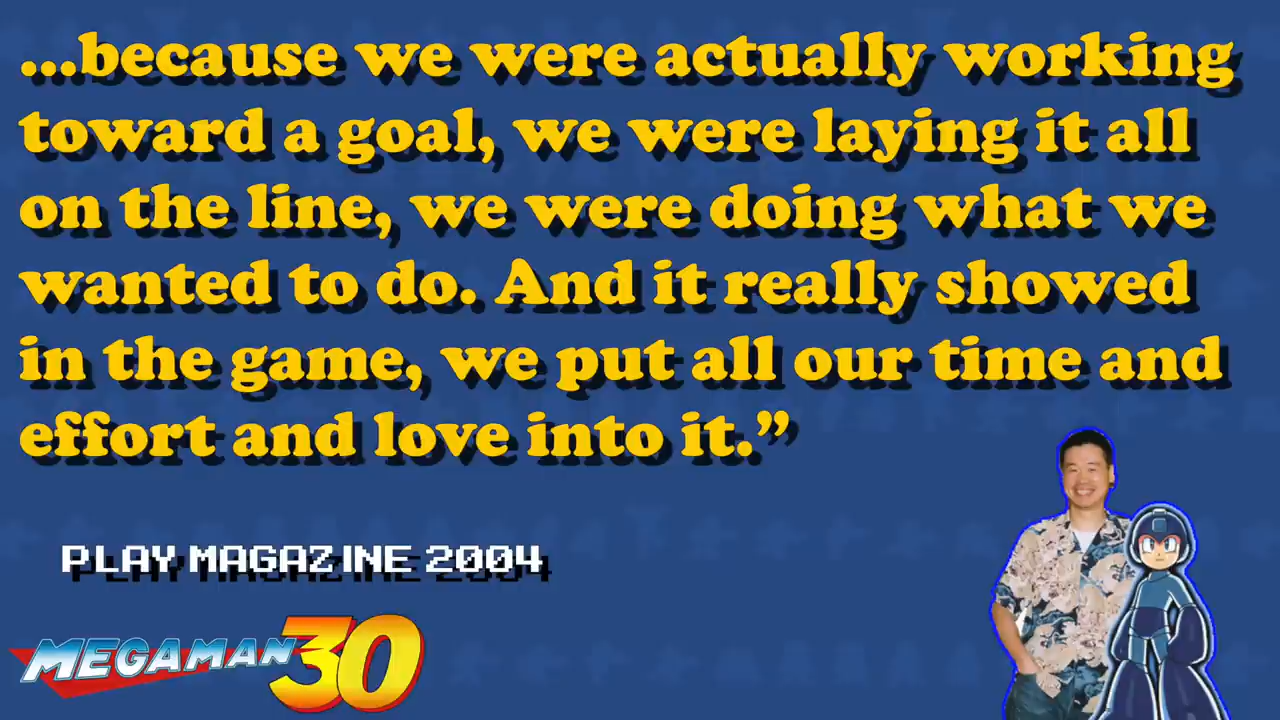 ...because we were actually working
toward a goal, we were laying it all
on the line, we were doing what we
wanted to do. And it really showed
in the game, we put all our time and
effort and love into it.”
PLAY MAGAZINE 2004
MEGAMAN 30